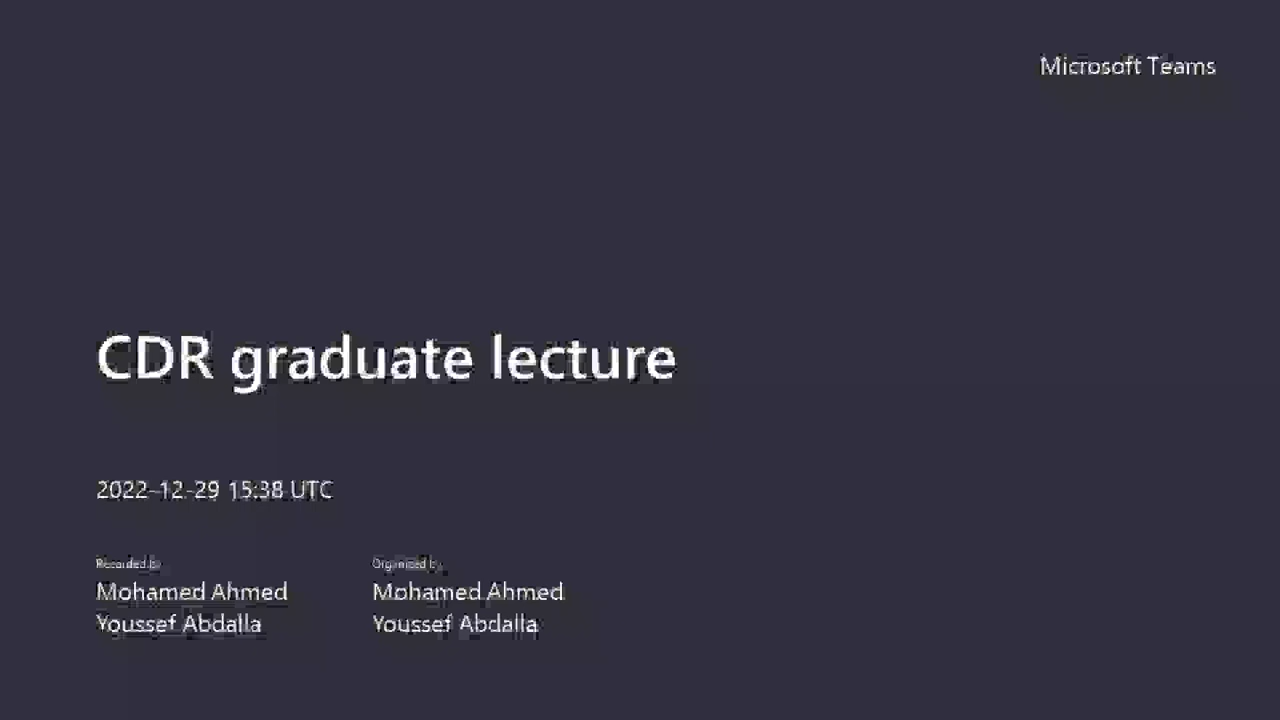 Microsoft Teams
CDR graduate lecture
2022-12-29 15:38 UTC
Recorded by
Organized by
Mohamed Ahmed
Mohamed Ahmed
Youssef Abdalla
Youssef Abdalla